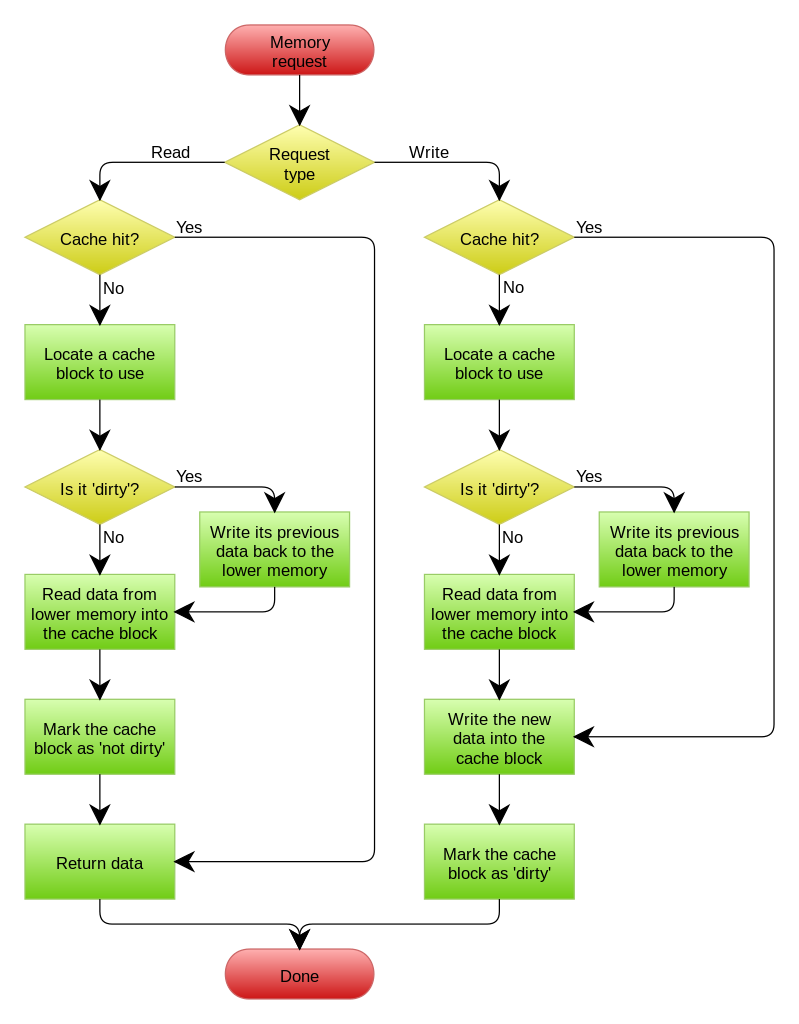 Memory
request
Request
type
Read
Write
Cache hit?
Yes
No
Locate a cache
block to use
Is it 'dirty'?
Yes
No
Write its previous
data back to the
lower memory
Read data from
lower memory into
the cache block
Mark the cache
block as 'not dirty'
Return data
Cache hit?
Yes
No
Locate a cache
block to use
Is it 'dirty'?
Yes
No
Write its previous
data back to the
lower memory
Read data from
lower memory into
the cache block
Write the new
data into the
cache block
Mark the cache
block as 'dirty'
Done